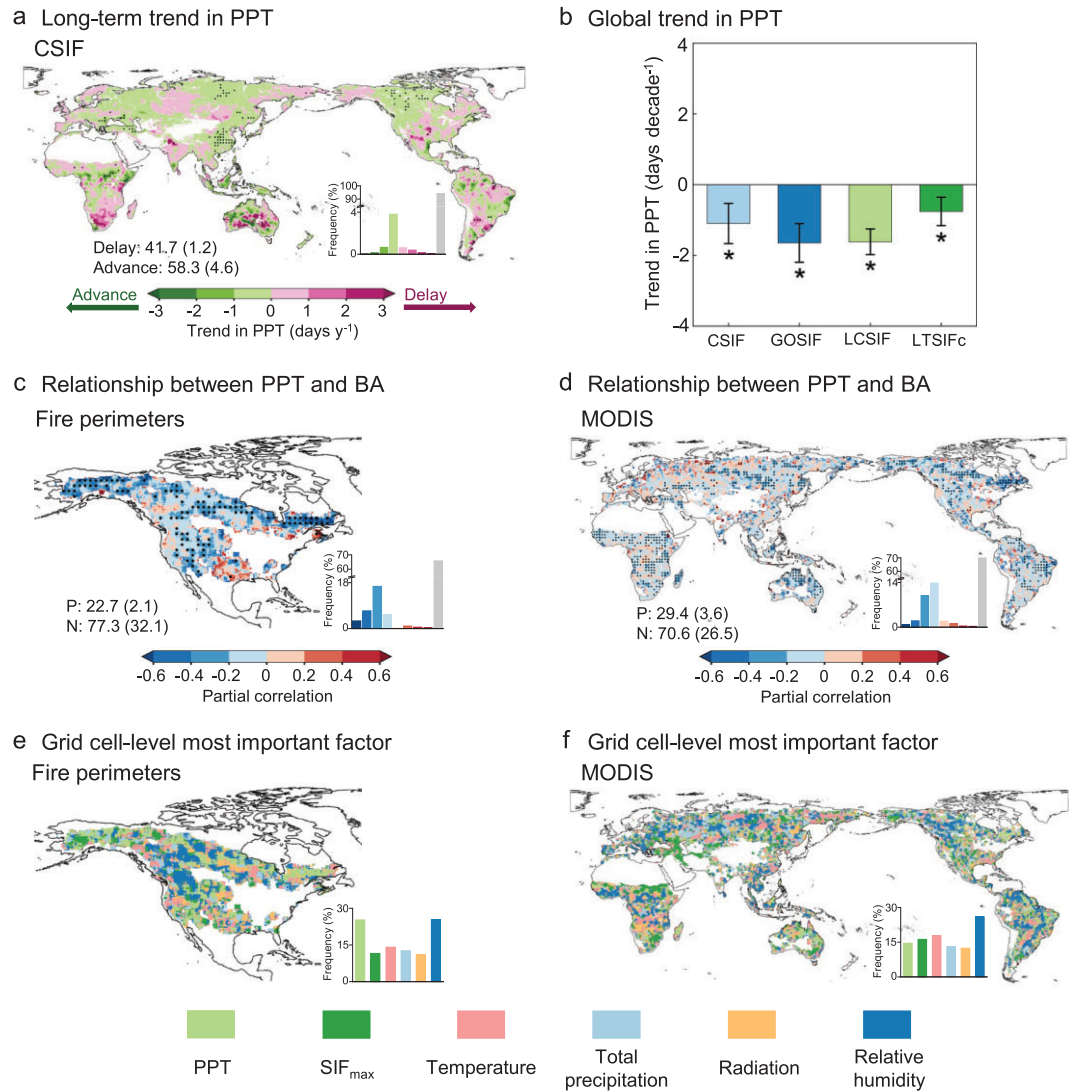 a Long-term trend in PPT
CSIF
Frequency (%)
100
90
4
0
Delay: 41.7 (1.2)
Advance: 58.3 (4.6)
Advance
Delay
-3 -2 -1 0 1 2 3
Trend in PPT (days y⁻¹)
b Global trend in PPT
Trend in PPT (days decade⁻¹)
4
2
0
-2
-4
* * * *
CSIF GOSIF LCSIF LTSIFc
c Relationship between PPT and BA
Fire perimeters
Frequency (%)
70
60
18
0
P: 22.7 (2.1)
N: 77.3 (32.1)
-0.6 -0.4 -0.2 0 0.2 0.4 0.6
Partial correlation
d Relationship between PPT and BA
MODIS
Frequency (%)
70
60
14
0
P: 29.4 (3.6)
N: 70.6 (26.5)
-0.6 -0.4 -0.2 0 0.2 0.4 0.6
Partial correlation
e Grid cell-level most important factor
Fire perimeters
Frequency (%)
30
15
0
f Grid cell-level most important factor
MODIS
Frequency (%)
30
15
0
PPT
SIFmax
Temperature
Total
precipitation
Radiation
Relative
humidity